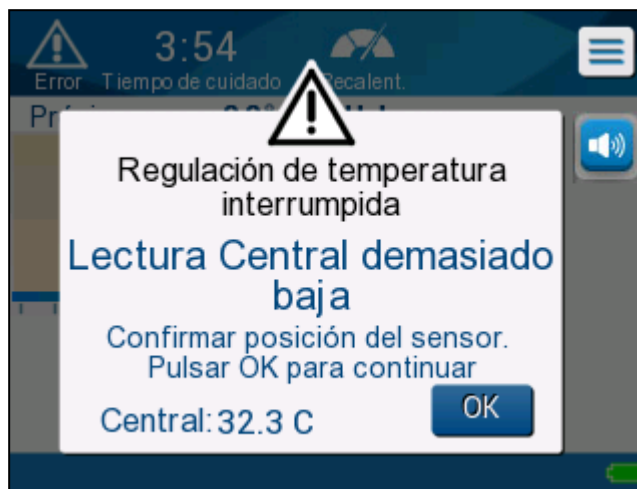 3:54
Error Tiempo de cuidado Recalent.
Regulación de temperatura
interrumpida
Lectura Central demasiado
baja
Confirmar posición del sensor.
Pulsar OK para continuar
Central: 32.3 C
OK